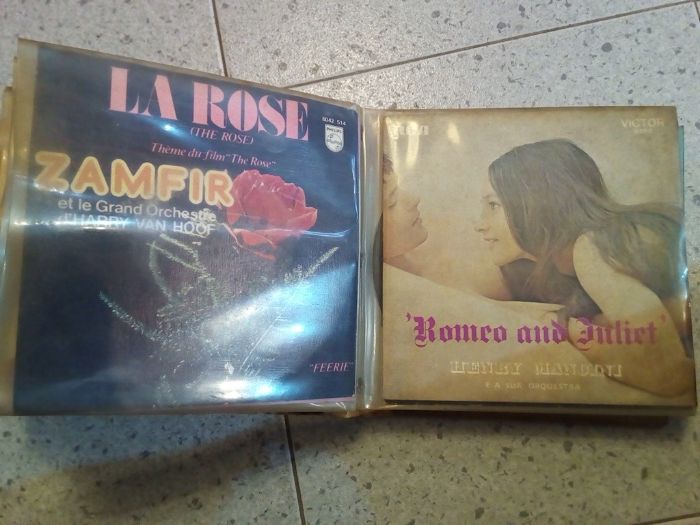 LA ROSE
(THE ROSE)
Thème du film "The Rose"
6042 514
PHILIPS
ZAMFIR
et le Grand Orchestre
d'HARRY VAN HOOF
"FEERIE"
RCA
VICTOR
'Romeo and Juliet'
HENRY MANCINI
E A SUA ORQUESTRA